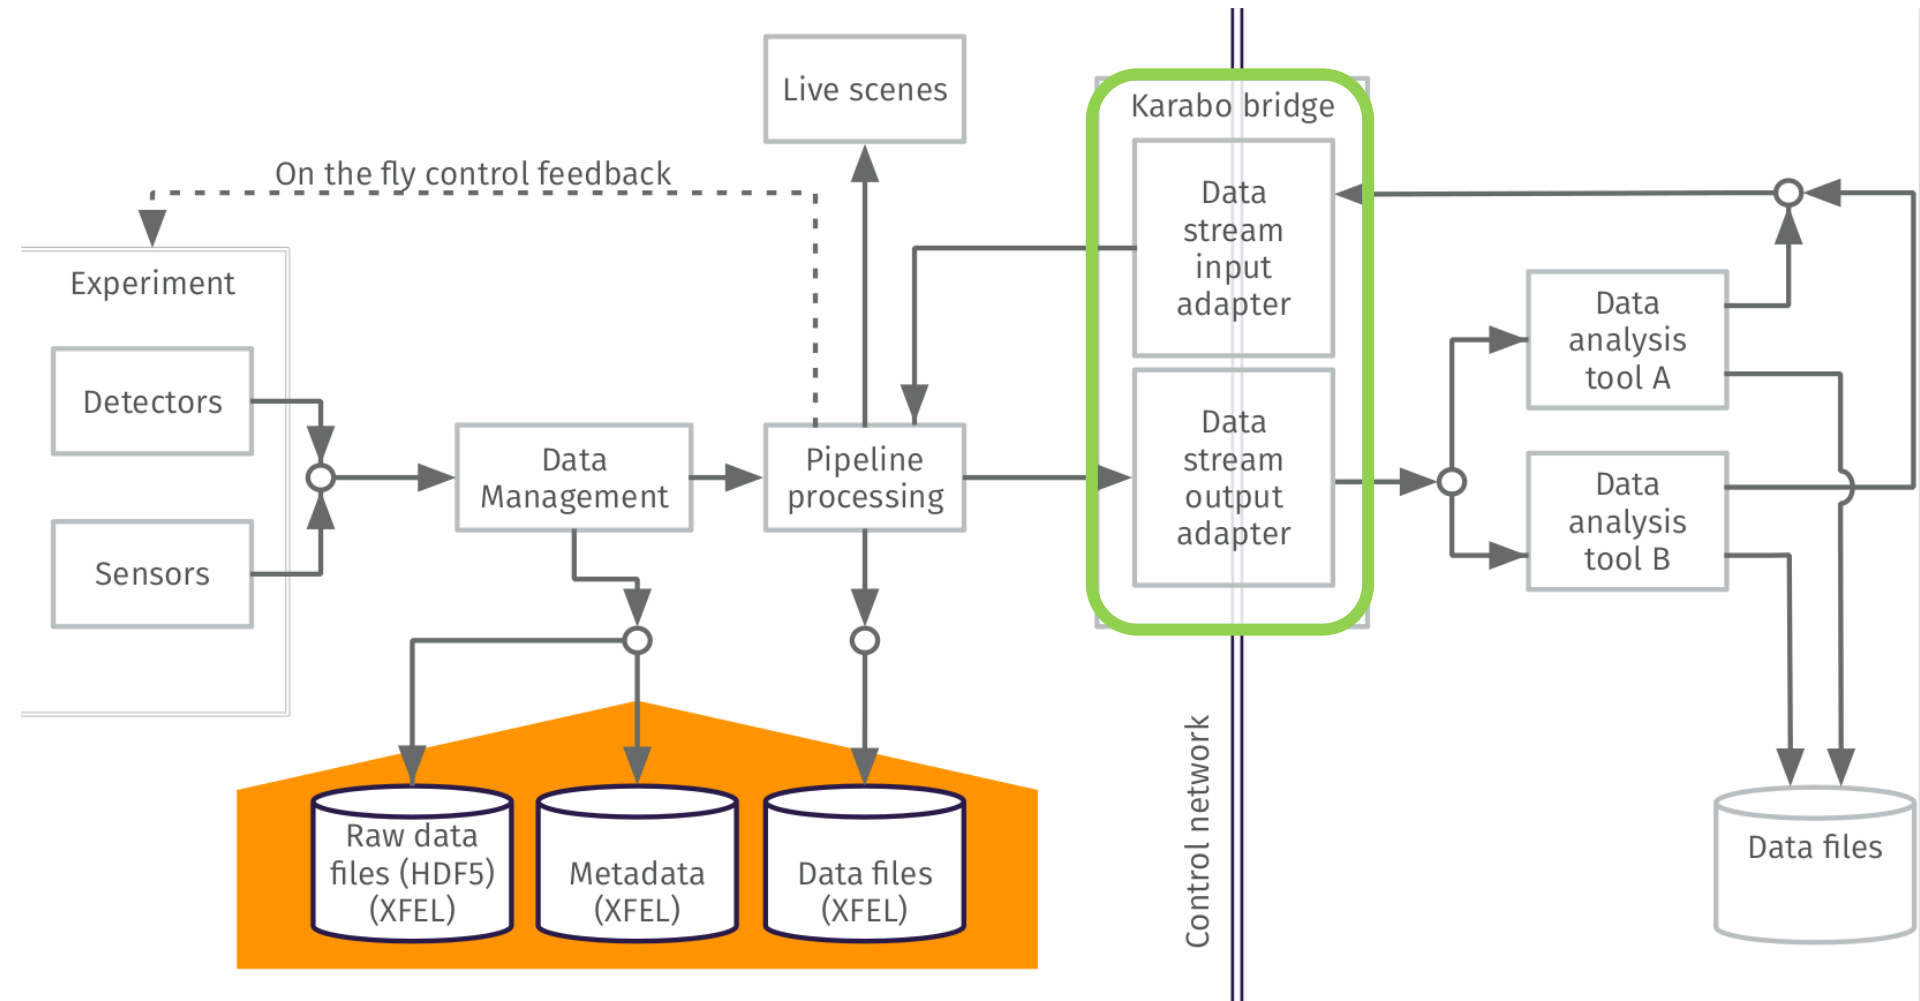 Live scenes
Karabo bridge
On the fly control feedback
Data
stream
input
adapter
Experiment
Data
analysis
tool A
Detectors
Data
stream
output
adapter
Data
Management
Pipeline
processing
Data
analysis
tool B
Sensors
Control network
Raw data
files (HDF5)
(XFEL)
Metadata
(XFEL)
Data files
(XFEL)
Data files